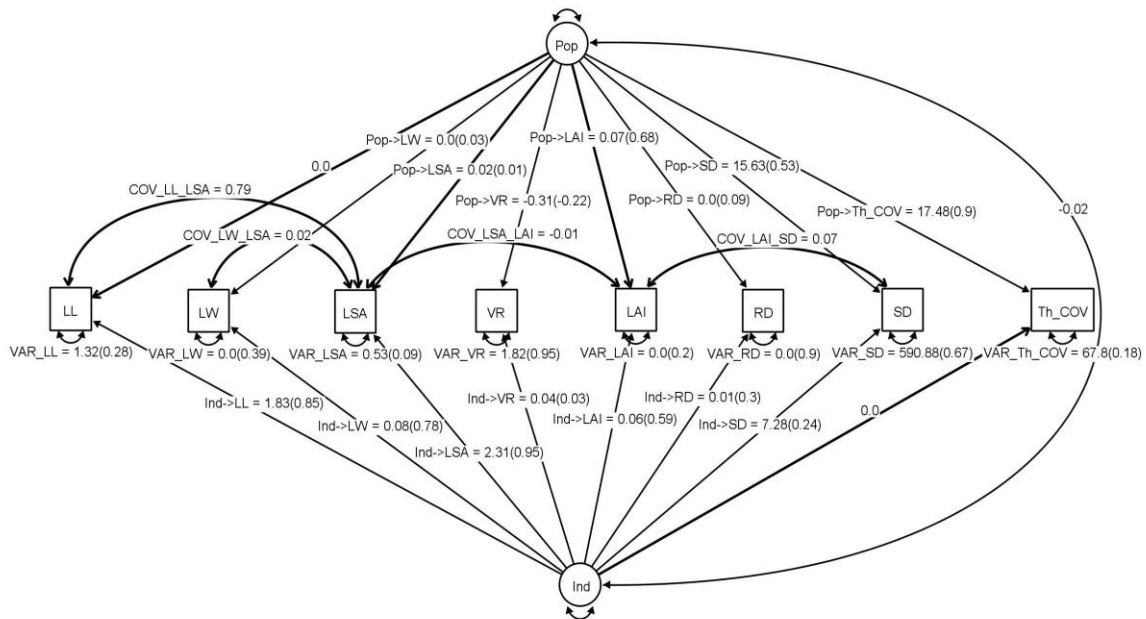 Pop
Pop->LW = 0.0(0.03)
Pop->LAI = 0.07(0.68)
0.0
Pop->LSA = 0.02(0.01)
Pop->SD = 15.63(0.53)
COV_LL_LSA = 0.79
Pop->VR = -0.31(-0.22)
Pop->RD = 0.0(0.09)
Pop->Th_COV = 17.48(0.9)
-0.02
COV_LW_LSA = 0.02
COV_LSA_LAI = -0.01
COV_LAI_SD = 0.07
LL
LW
LSA
VR
LAI
RD
SD
Th_COV
VAR_LL = 1.32(0.28)
VAR_LW = 0.0(0.39)
VAR_LSA = 0.53(0.09)
VAR_VR = 1.82(0.95)
VAR_LAI = 0.0(0.2)
VAR_RD = 0.0(0.9)
VAR_SD = 590.88(0.67)
VAR_Th_COV = 67.8(0.18)
Ind->LL = 1.83(0.85)
Ind->LW = 0.08(0.78)
Ind->LSA = 2.31(0.95)
Ind->VR = 0.04(0.03)
Ind->LAI = 0.06(0.59)
Ind->RD = 0.01(0.3)
Ind->SD = 7.28(0.24)
0.0
Ind